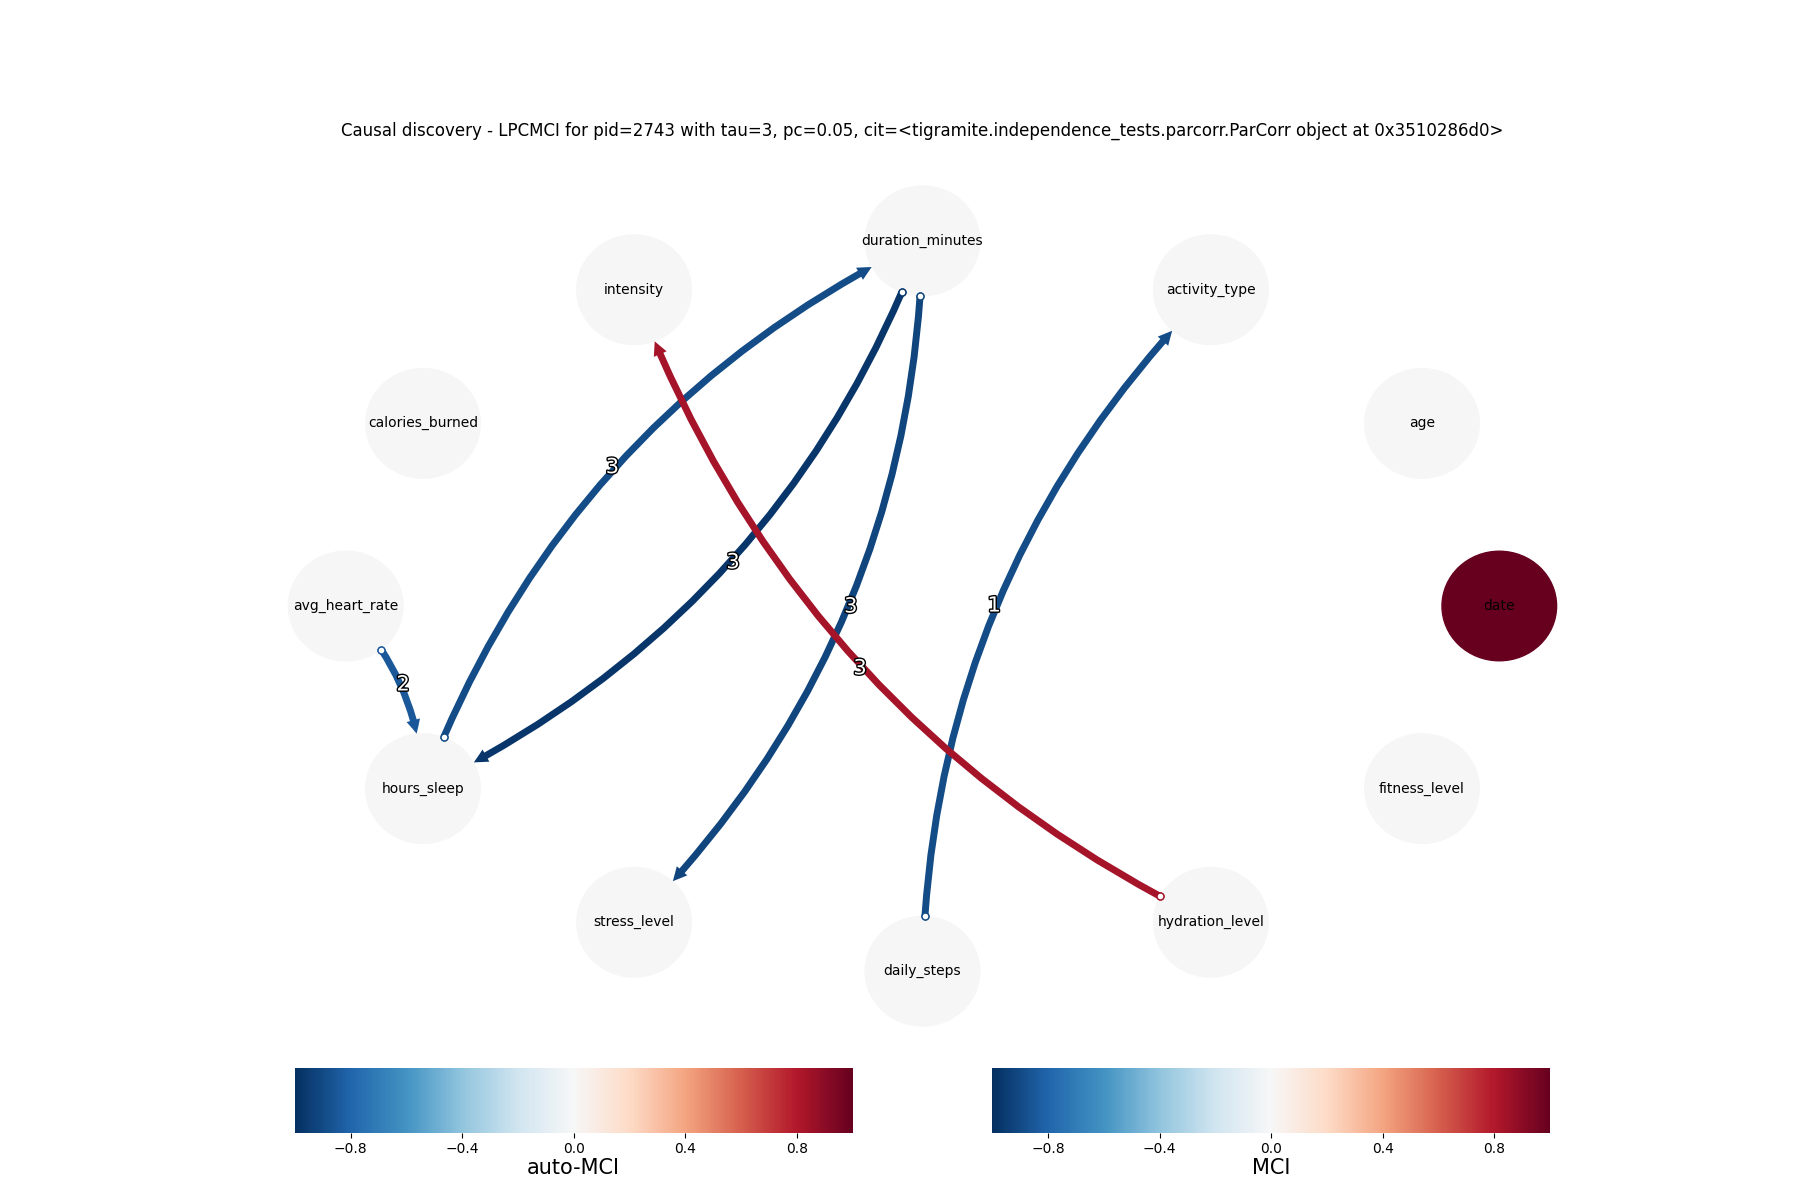 Causal discovery - LPCMCI for pid=2743 with tau=3, pc=0.05, cit=<tigramite.independence_tests.parcorr.ParCorr object at 0x3510286d0>
duration_minutes
intensity
activity_type
calories_burned
age
3
3
avg_heart_rate
3
1
date
3
2
hours_sleep
fitness_level
stress_level
hydration_level
daily_steps
−0.8 −0.4 0.0 0.4 0.8
auto-MCI
−0.8 −0.4 0.0 0.4 0.8
MCI